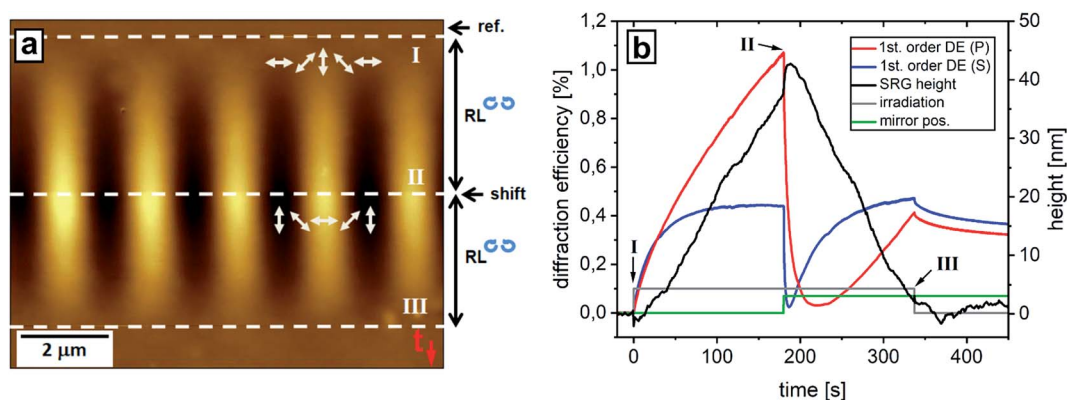 a
ref.
I
RL
II
shift
RL
III
2 μm
t
b
1,2
1,0
0,8
0,6
0,4
0,2
0,0
diffraction efficiency [%]
50
40
30
20
10
0
height [nm]
0
100
200
300
400
time [s]
I
II
III
1st. order DE (P)
1st. order DE (S)
SRG height
irradiation
mirror pos.